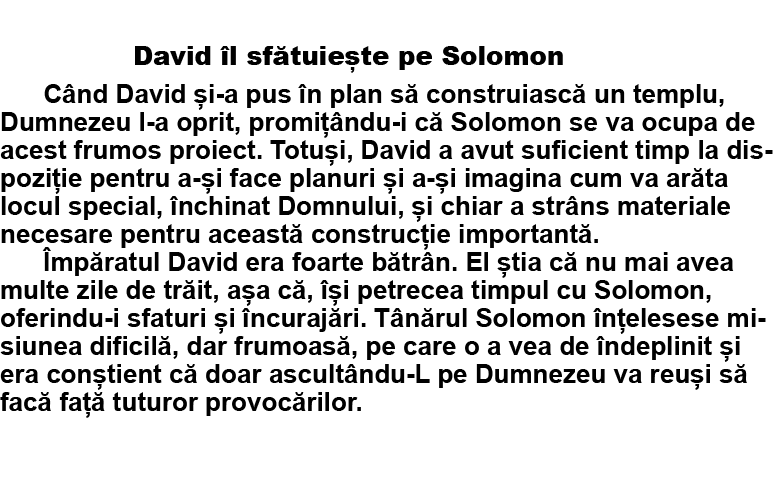 David îl sfătuiește pe Solomon
Când David și-a pus în plan să construiască un templu,
Dumnezeu l-a oprit, promițându-i că Solomon se va ocupa de
acest frumos proiect. Totuși, David a avut suficient timp la dis-
poziție pentru a-și face planuri și a-și imagina cum va arăta
locul special, închinat Domnului, și chiar a strâns materiale
necesare pentru această construcție importantă.
Împăratul David era foarte bătrân. El știa că nu mai avea
multe zile de trăit, așa că, își petrecea timpul cu Solomon,
oferindu-i sfaturi și încurajări. Tânărul Solomon înțelesese mi-
siunea dificilă, dar frumoasă, pe care o a vea de îndeplinit și
era conștient că doar ascultându-L pe Dumnezeu va reuși să
facă față tuturor provocărilor.